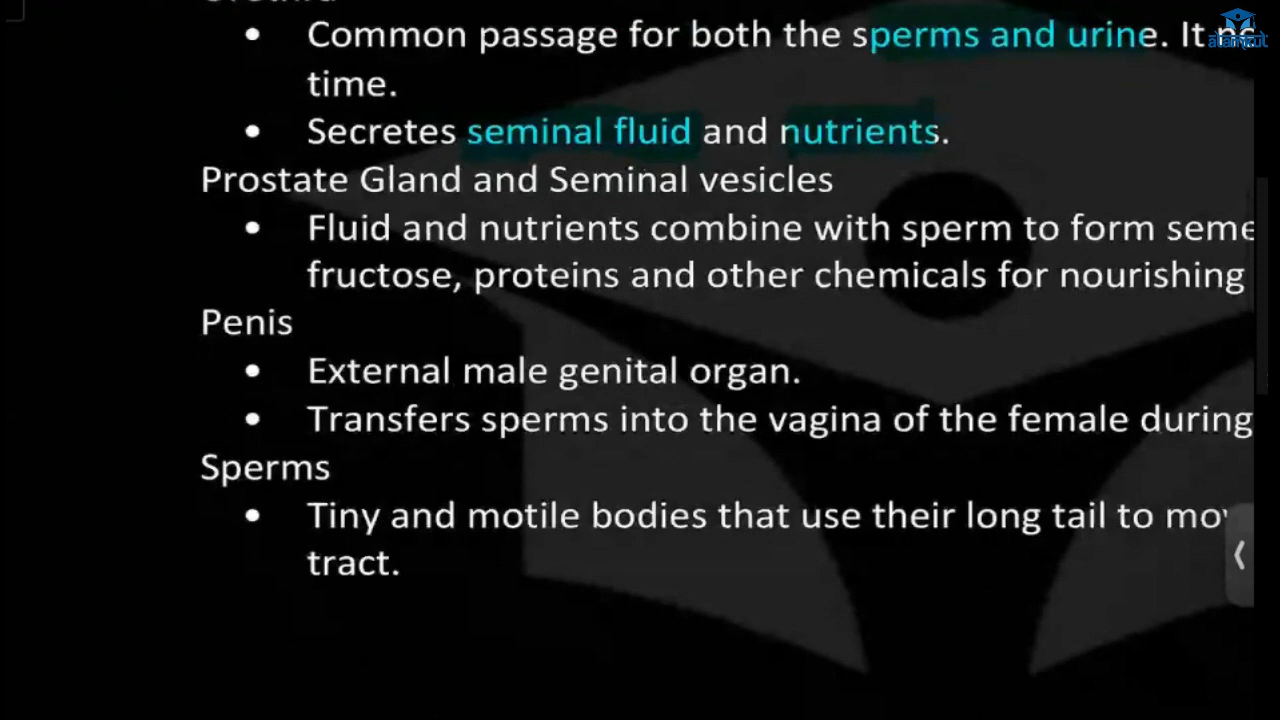 • Common passage for both the sperms and urine. It
time.
• Secretes seminal fluid and nutrients.
Prostate Gland and Seminal vesicles
• Fluid and nutrients combine with sperm to form seme
fructose, proteins and other chemicals for nourishing
Penis
• External male genital organ.
• Transfers sperms into the vagina of the female during
Sperms
• Tiny and motile bodies that use their long tail to mo
tract.